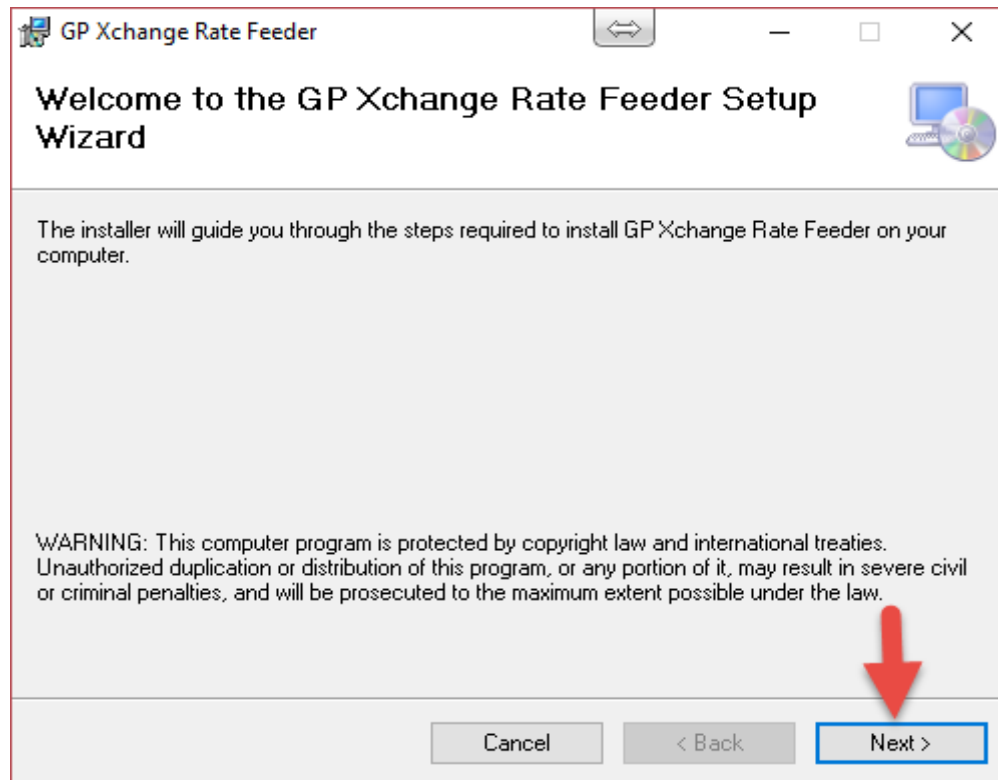 GP Xchange Rate Feeder
Welcome to the GP Xchange Rate Feeder Setup
Wizard
The installer will guide you through the steps required to install GP Xchange Rate Feeder on your
computer.
WARNING: This computer program is protected by copyright law and international treaties.
Unauthorized duplication or distribution of this program, or any portion of it, may result in severe civil
or criminal penalties, and will be prosecuted to the maximum extent possible under the law.
Cancel < Back Next >